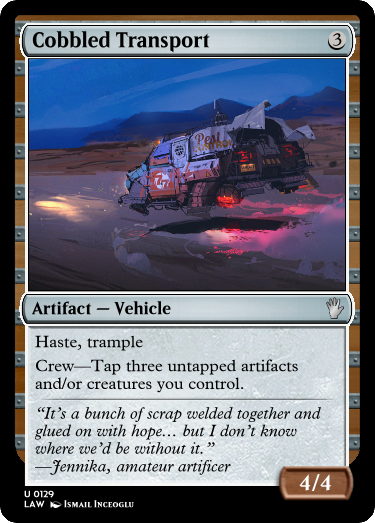 Cobbled Transport
3
Pest
Artifact — Vehicle
Haste, trample
Crew—Tap three untapped artifacts
and/or creatures you control.
“It’s a bunch of scrap welded together and
glued on with hope… but I don’t know
where we’d be without it.”
—Jennika, amateur artificer
4/4
U 0129
LAW Ismail Inceoglu